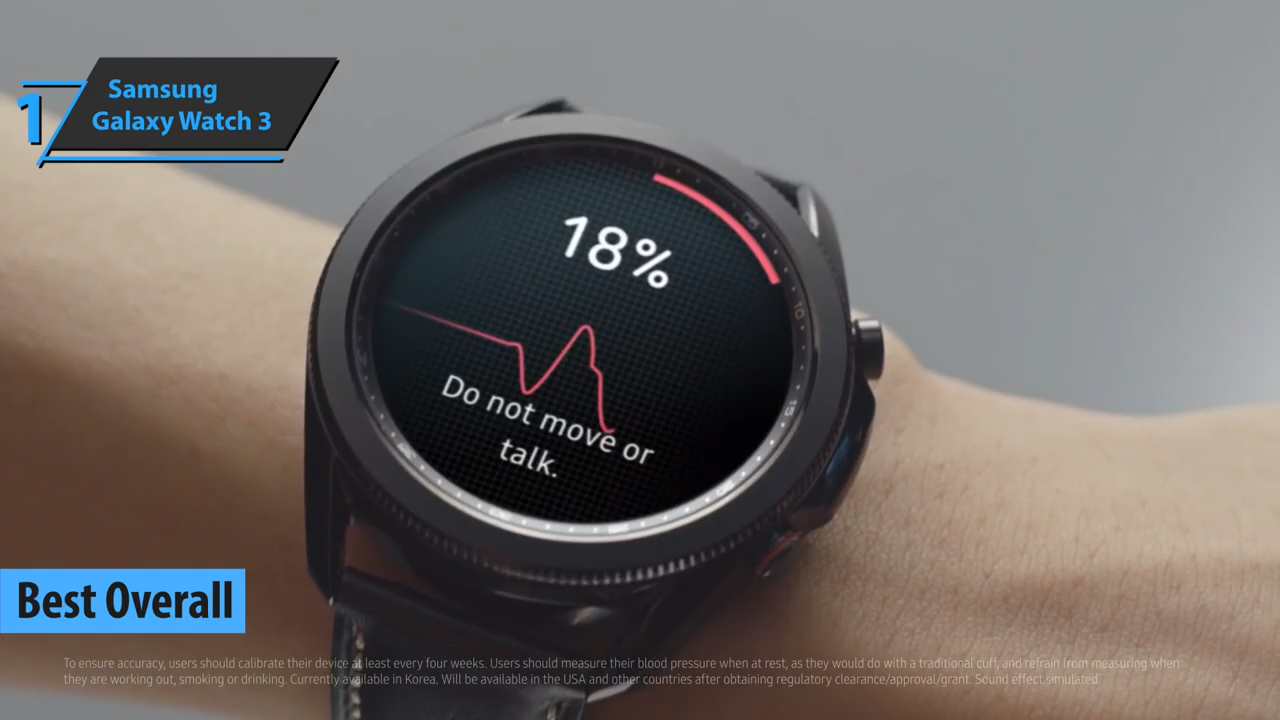 1
Samsung
Galaxy Watch 3
18%
Do not move or
talk.
05
10
15
Best Overall
To ensure accuracy, users should calibrate their device at least every four weeks. Users should measure their blood pressure when at rest, as they would do with a traditional cuff, and refrain from measuring when
they are working out, smoking or drinking. Currently available in Korea. Will be available in the USA and other countries after obtaining regulatory clearance/approval/grant. Sound effect simulated.